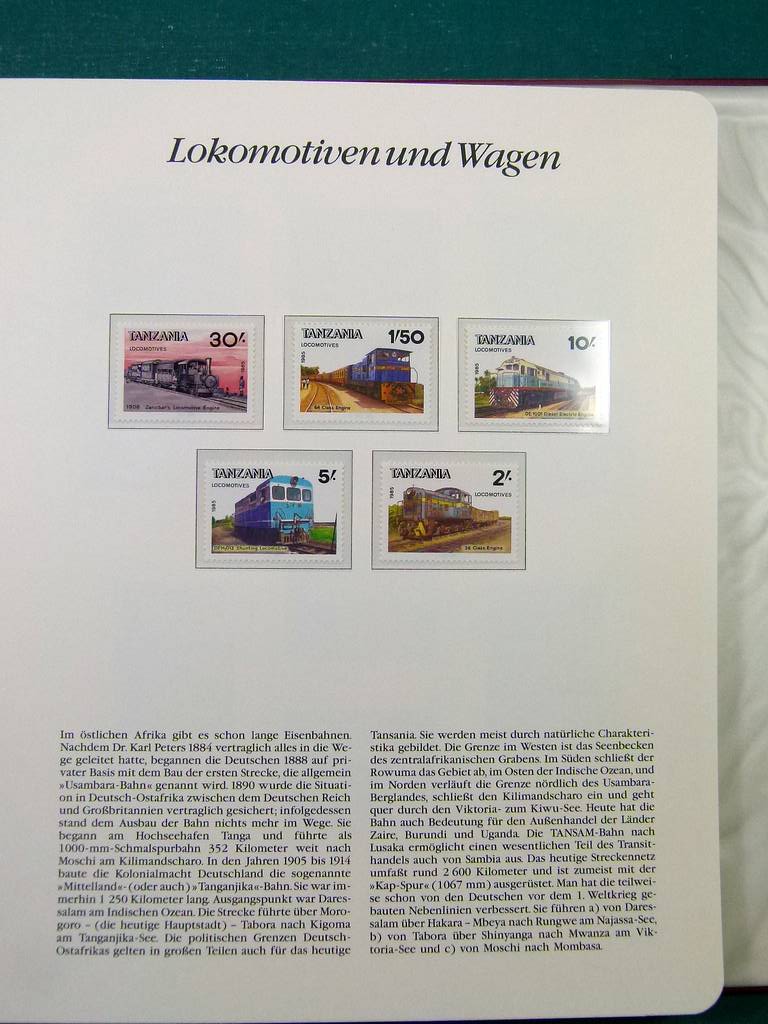 Lokomotiven und Wagen
TANZANIA 30/-
LOCOMOTIVES
1985
1906 Zanzibar's Locomotive Engine
TANZANIA 1/50
LOCOMOTIVES
1985
64 Class Engine
TANZANIA 10/-
LOCOMOTIVES
1985
DE 1001 Diesel Electric Engine
TANZANIA 5/-
LOCOMOTIVES
1985
Shunting Locomotive
TANZANIA 2/-
LOCOMOTIVES
1985
36 Class Engine
Im östlichen Afrika gibt es schon lange Eisenbahnen.
Nachdem Dr. Karl Peters 1884 vertraglich alles in die We-
ge geleitet hatte, begannen die Deutschen 1888 auf pri-
vater Basis mit dem Bau der ersten Strecke, die allgemein
»Usambara-Bahn« genannt wird. 1890 wurde die Situati-
on in Deutsch-Ostafrika zwischen dem Deutschen Reich
und Großbritannien vertraglich gesichert; infolgedessen
stand dem Ausbau der Bahn nichts mehr im Wege. Sie
begann am Hochseehafen Tanga und führte als
1000-mm-Schmalspurbahn 352 Kilometer weit nach
Moschi am Kilimandscharo. In den Jahren 1905 bis 1914
baute die Kolonialmacht Deutschland die sogenannte
»Mittelland«-(oder auch) »Tanganjika«-Bahn. Sie war im-
merhin 1 250 Kilometer lang. Ausgangspunkt war Dares-
salam am Indischen Ozean. Die Strecke führte über Moro-
goro – (die heutige Hauptstadt) – Tabora nach Kigoma
am Tanganjika-See. Die politischen Grenzen Deutsch-
Ostafrikas gelten in großen Teilen auch für das heutige
Tansania. Sie werden meist durch natürliche Charakteri-
stika gebildet. Die Grenze im Westen ist das Seenbecken
des zentralafrikanischen Grabens. Im Süden schließt der
Rowuma das Gebiet ab, im Osten der Indische Ozean, und
im Norden verläuft die Grenze nördlich des Usambara-
Berglandes, schließt den Kilimandscharo ein und geht
quer durch den Viktoria- zum Kiwu-See. Heute hat die
Bahn auch Bedeutung für den Außenhandel der Länder
Zaire, Burundi und Uganda. Die TANSAM-Bahn nach
Lusaka ermöglicht einen wesentlichen Teil des Transit-
handels auch von Sambia aus. Das heutige Streckennetz
umfaßt rund 2 600 Kilometer und ist zumeist mit der
»Kap-Spur« (1067 mm) ausgerüstet. Man hat die teilwei-
se schon von den Deutschen vor dem 1. Weltkrieg ge-
bauten Nebenlinien verbessert. Sie führen a) von Dares-
salam über Hakara – Mbeya nach Rungwe am Najassa-See,
b) von Tabora über Shinyanga nach Mwanza am Vik-
toria-See und c) von Moschi nach Mombasa.